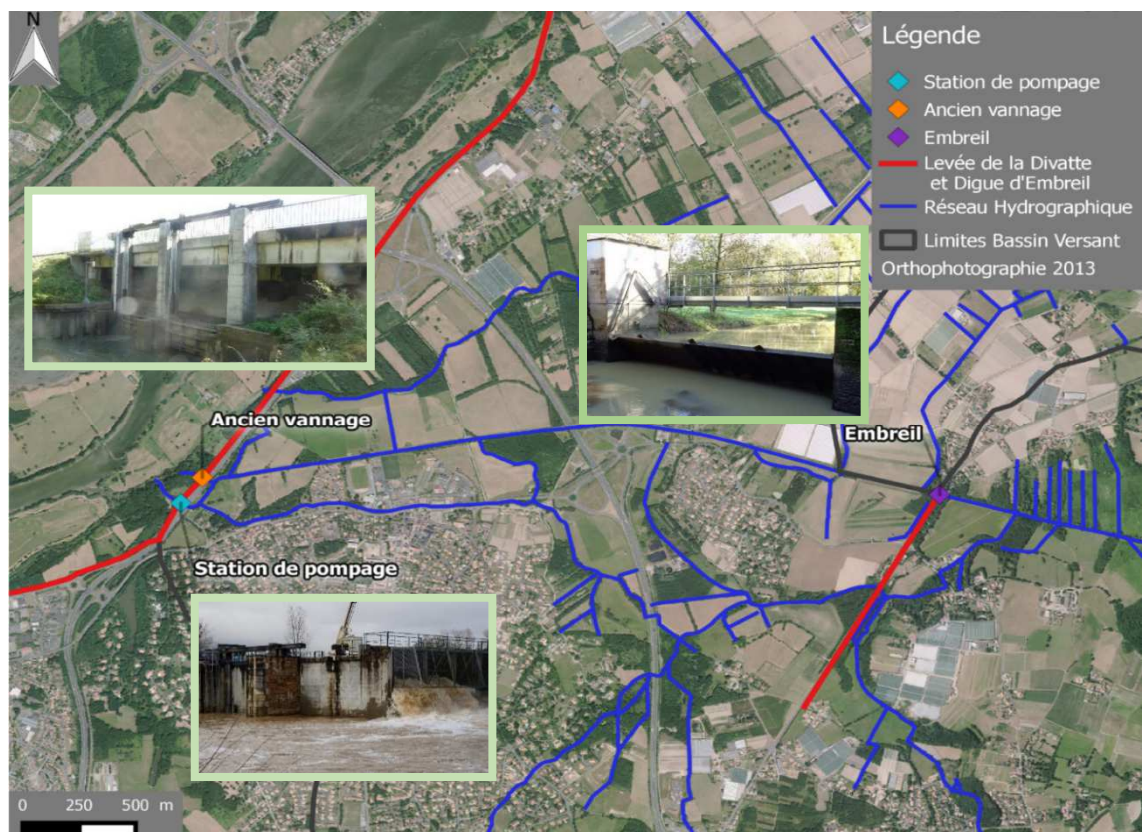 N
Légende
Station de pompage
Ancien vannage
Embreil
Levée de la Divatte
et Digue d'Embreil
Réseau Hydrographique
Limites Bassin Versant
Orthophotographie 2013
Ancien vannage
Embreil
Station de pompage
0 250 500 m